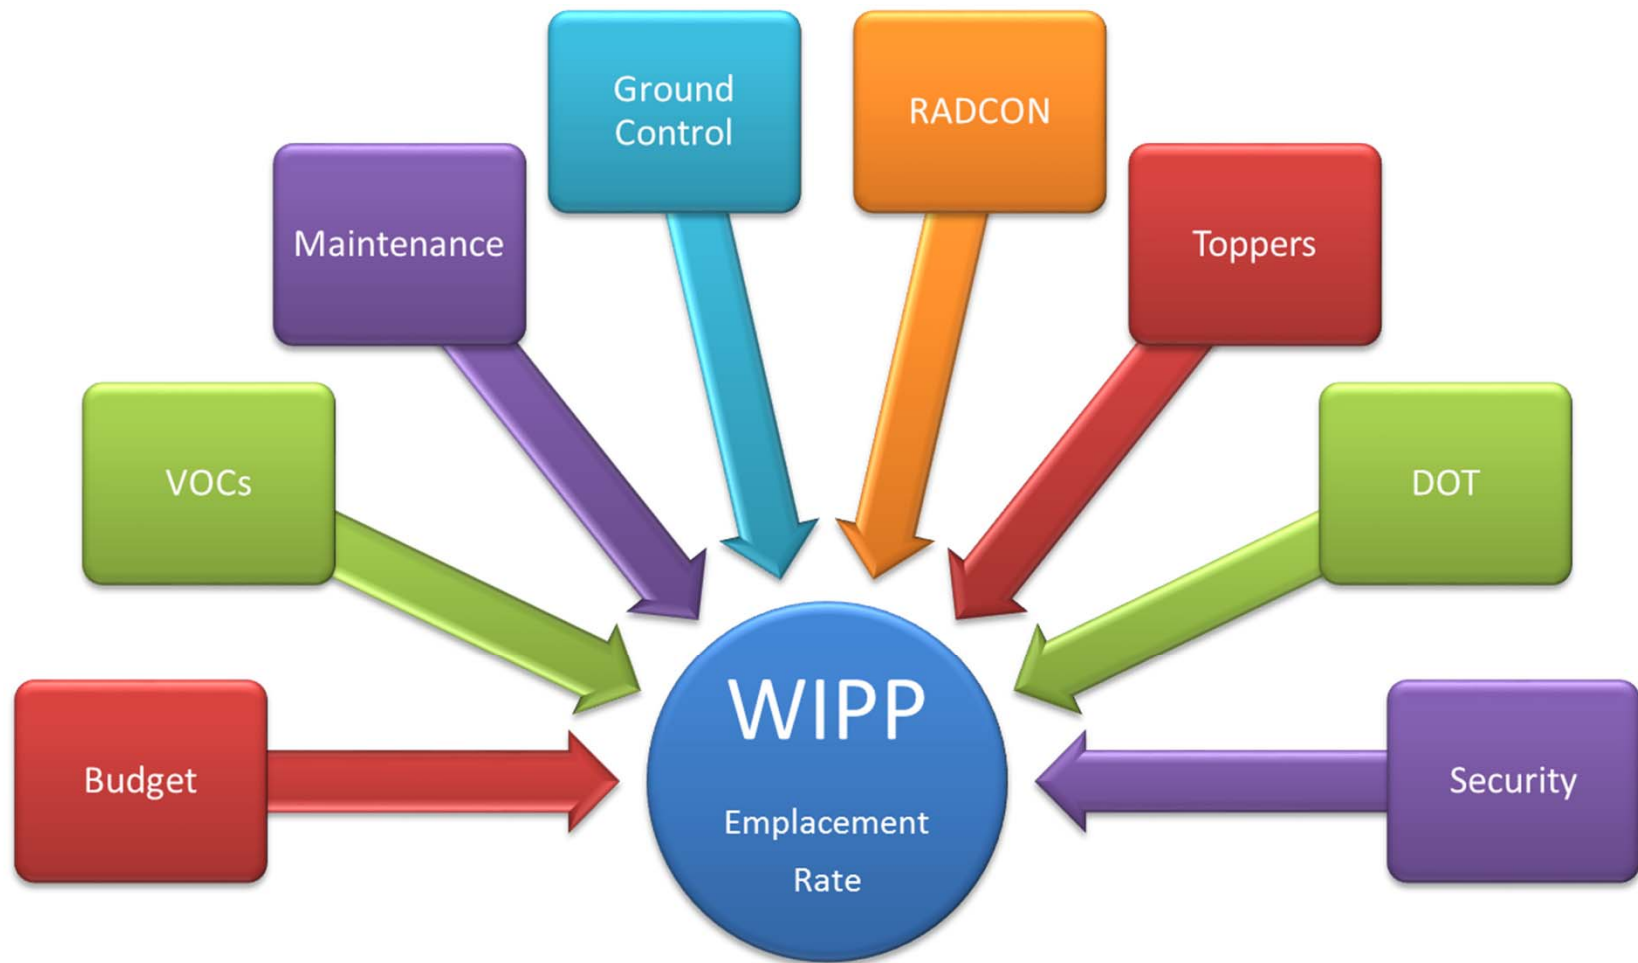 Ground
Control
RADCON
Maintenance
Toppers
VOCs
DOT
Budget
WIPP
Emplacement
Rate
Security